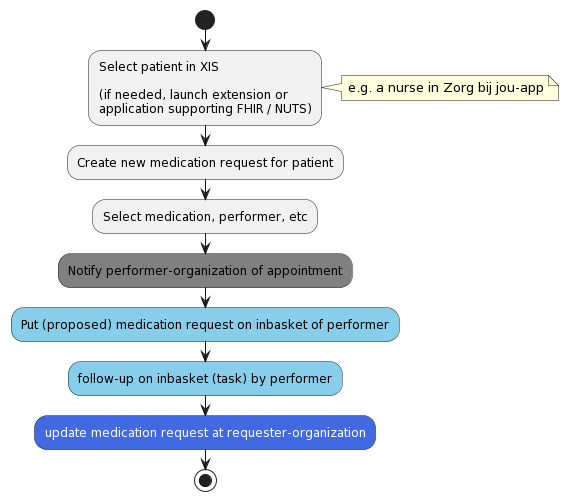 Select patient in XIS
(if needed, launch extension or
application supporting FHIR / NUTS)
e.g. a nurse in Zorg bij jou-app
Create new medication request for patient
Select medication, performer, etc
Notify performer-organization of appointment
Put (proposed) medication request on inbasket of performer
follow-up on inbasket (task) by performer
update medication request at requester-organization